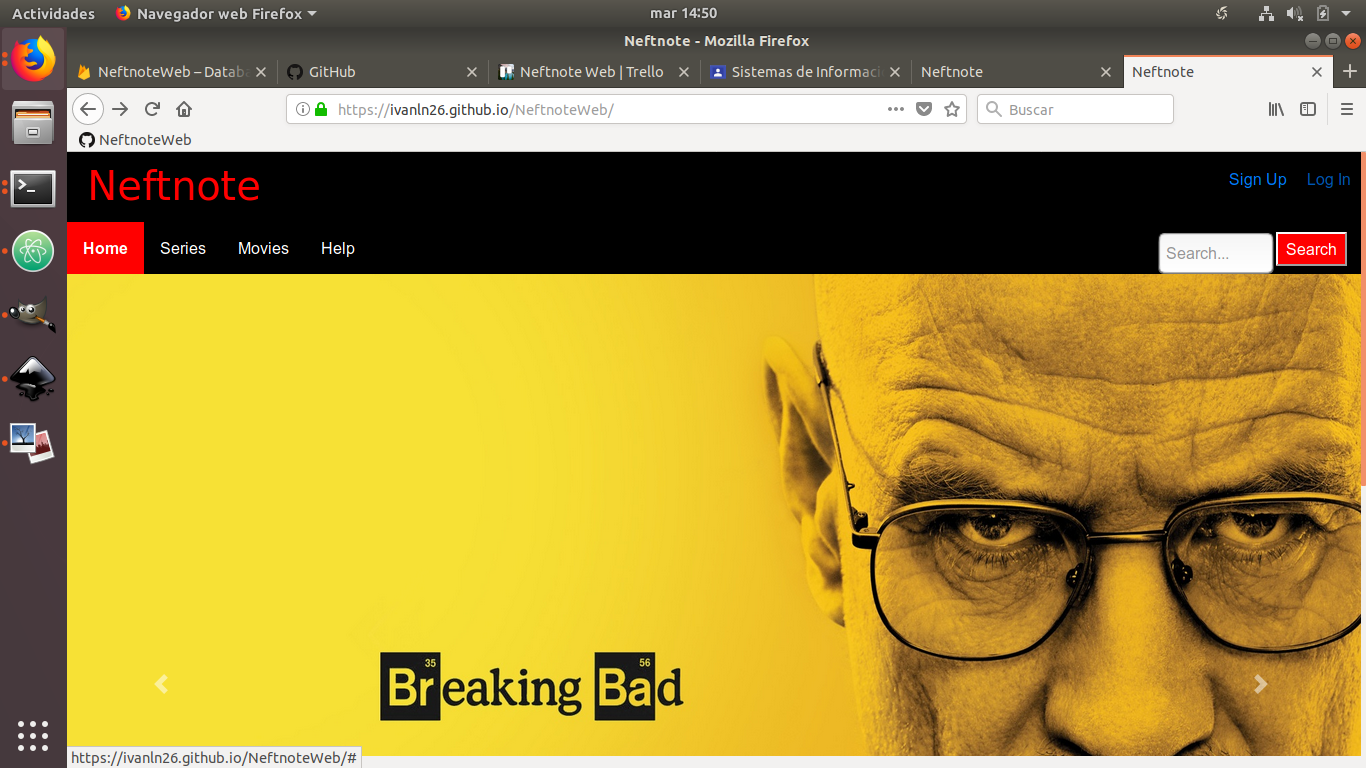 Actividades Navegador web Firefox mar 14:50
Neftnote - Mozilla Firefox
NeftnoteWeb – Databa GitHub Neftnote Web | Trello Sistemas de Informaci Neftnote Neftnote
https://ivanln26.github.io/NeftnoteWeb/ Buscar
NeftnoteWeb
Neftnote Sign Up Log In
Home Series Movies Help Search... Search
35 56
Breaking Bad
https://ivanln26.github.io/NeftnoteWeb/#